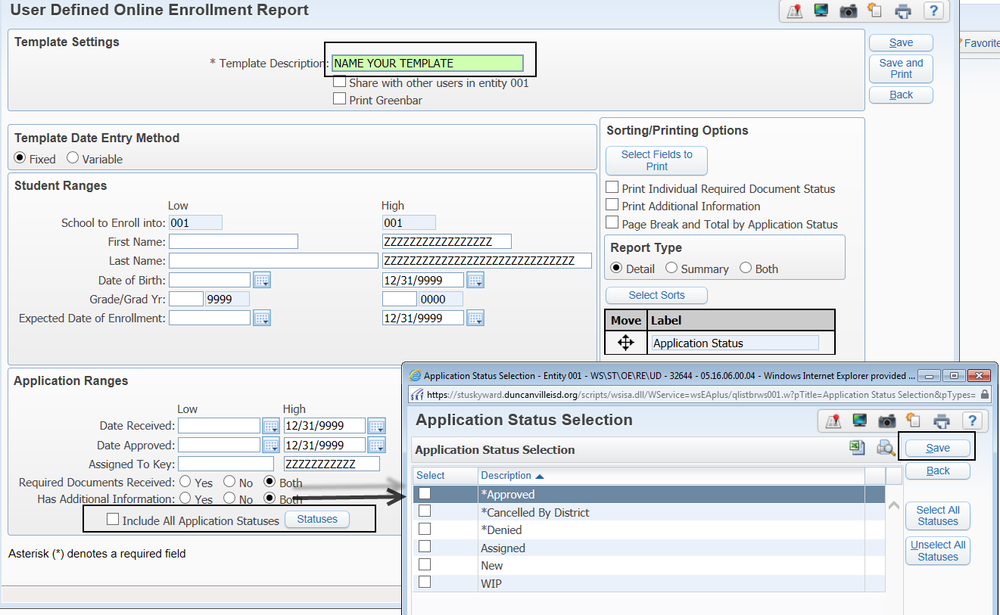 User Defined Online Enrollment Report
?
Favorite
Template Settings
* Template Description: NAME YOUR TEMPLATE
Share with other users in entity 001
Print Greenbar
Save
Save and
Print
Back
Template Date Entry Method
Fixed Variable
Student Ranges
Low High
School to Enroll into: 001 001
First Name: ZZZZZZZZZZZZZZZZZ
Last Name: ZZZZZZZZZZZZZZZZZZZZZZZZZZZZZZ
Date of Birth: 12/31/9999
Grade/Grad Yr: 9999 0000
Expected Date of Enrollment: 12/31/9999
Sorting/Printing Options
Select Fields to
Print
Print Individual Required Document Status
Print Additional Information
Page Break and Total by Application Status
Report Type
Detail Summary Both
Select Sorts
Move Label
Application Status
Application Ranges
Low High
Date Received: 12/31/9999
Date Approved: 12/31/9999
Assigned To Key: ZZZZZZZZZZZ
Required Documents Received: Yes No Both
Has Additional Information: Yes No Both
Include All Application Statuses Statuses
Asterisk (*) denotes a required field
Application Status Selection - Entity 001 - WS\ST\OE\RE\UD - 32644 - 05.16.06.00.04 - Windows Internet Explorer provided ...
https://stuskyward.duncanvilleisd.org/scripts/wsisa.dll/WService=wsEAplus/qlistbrws001.w?pTitle=Application Status Selection&pTypes=
Application Status Selection
?
Application Status Selection
Select Description
*Approved
*Cancelled By District
*Denied
Assigned
New
WIP
Save
Back
Select All
Statuses
Unselect All
Statuses